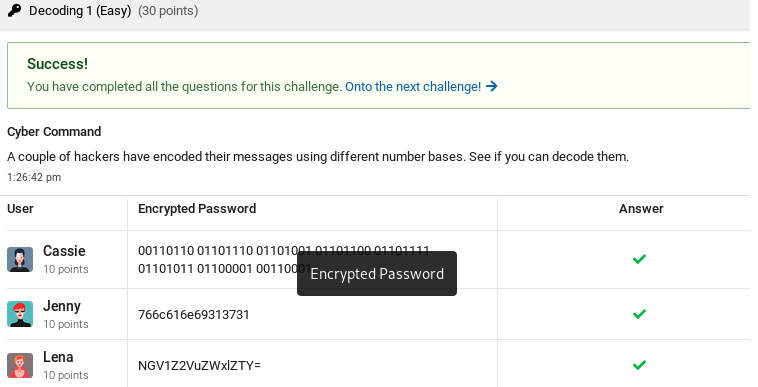 Decoding 1 (Easy) (30 points)
Success!
You have completed all the questions for this challenge. Onto the next challenge! →
Cyber Command
A couple of hackers have encoded their messages using different number bases. See if you can decode them.
1:26:42 pm
User Encrypted Password Answer
Cassie
10 points
00110110 01101110 01101001 01101100 01101111
01101011 01100001 00110001
Encrypted Password
Jenny
10 points
766c616e69313731
Lena
10 points
NGV1Z2VuZWxlZTY=